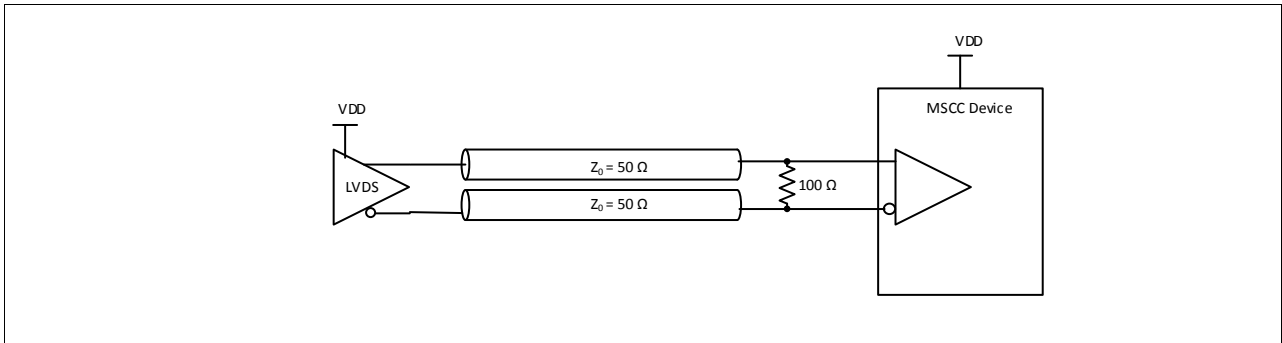 VDD
MSCC Device
VDD
LVDS
Z₀ = 50 Ω
100 Ω
Z₀ = 50 Ω